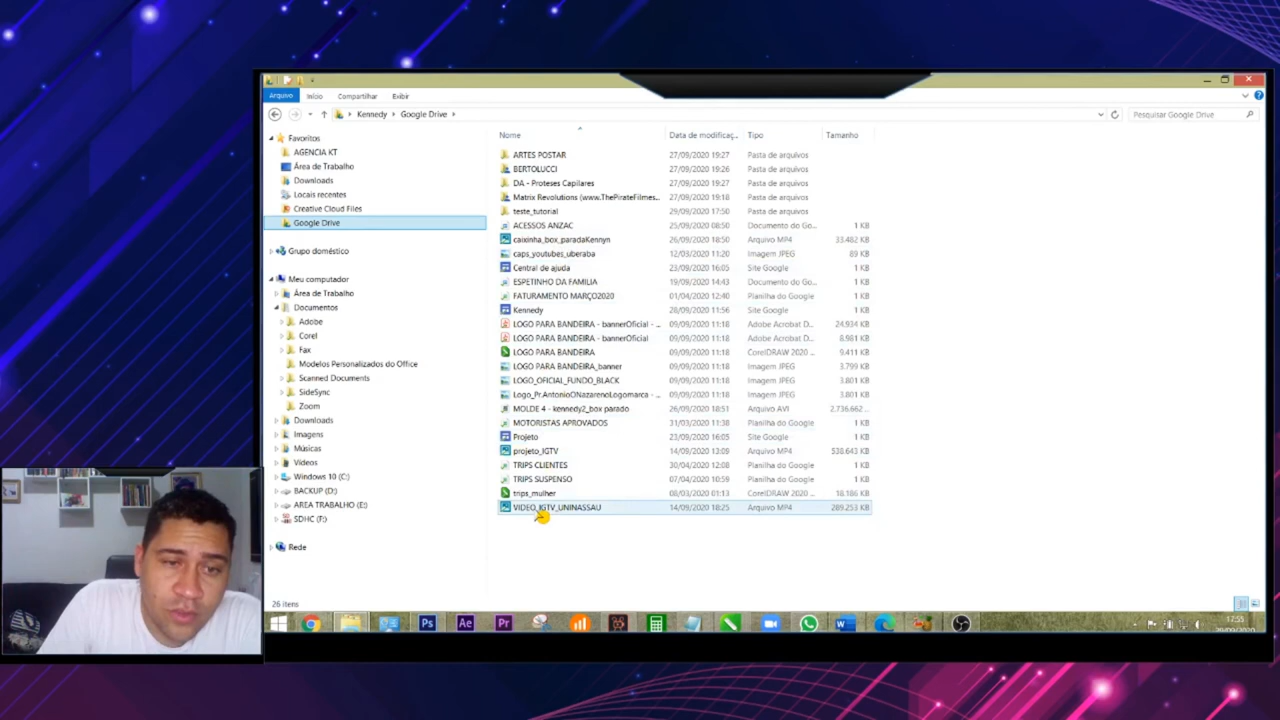 Arquivo Início Compartilhar Exibir
Kennedy Google Drive Pesquisar Google Drive
Favoritos
AGENCIA KT
Área de Trabalho
Downloads
Locais recentes
Creative Cloud Files
Google Drive
Grupo doméstico
Meu computador
Área de Trabalho
Documentos
Adobe
Corel
Fax
Modelos Personalizados do Office
Scanned Documents
SideSync
Zoom
Downloads
Imagens
Músicas
Vídeos
Windows 10 (C:)
BACKUP (D:)
AREA TRABALHO (E:)
SDHC (F:)
Rede
Nome Data de modificaç... Tipo Tamanho
ARTES POSTAR 27/09/2020 19:27 Pasta de arquivos
BERTOLUCCI 27/09/2020 19:26 Pasta de arquivos
DA - Proteses Capilares 27/09/2020 19:27 Pasta de arquivos
Matrix Revolutions (www.ThePirateFilmes... 27/09/2020 19:18 Pasta de arquivos
teste_tutorial 29/09/2020 17:50 Pasta de arquivos
ACESSOS ANZAC 25/09/2020 08:50 Documento do Go... 1 KB
caixinha_box_paradaKennyn 26/09/2020 18:50 Arquivo MP4 33.482 KB
caps_youtubes_uberaba 12/03/2020 11:20 Imagem JPEG 89 KB
Central de ajuda 23/09/2020 16:05 Site Google 1 KB
ESPETINHO DA FAMILIA 19/09/2020 14:43 Documento do Go... 1 KB
FATURAMENTO MARÇO2020 01/04/2020 12:40 Planilha do Google 1 KB
Kennedy 28/09/2020 11:56 Site Google 1 KB
LOGO PARA BANDEIRA - bannerOficial - ... 09/09/2020 11:18 Adobe Acrobat D... 24.934 KB
LOGO PARA BANDEIRA - bannerOficial 09/09/2020 11:18 Adobe Acrobat D... 8.981 KB
LOGO PARA BANDEIRA 09/09/2020 11:18 CorelDRAW 2020 ... 9.411 KB
LOGO PARA BANDEIRA_banner 09/09/2020 11:18 Imagem JPEG 3.799 KB
LOGO_OFICIAL_FUNDO_BLACK 09/09/2020 11:18 Imagem JPEG 3.801 KB
Logo_Pr.AntonioONazarenoLogomarca - ... 09/09/2020 11:18 Imagem JPEG 3.801 KB
MOLDE 4 - kennedy2_box parado 26/09/2020 18:51 Arquivo AVI 2.736.662...
MOTORISTAS APROVADOS 31/03/2020 11:38 Planilha do Google 1 KB
Projeto 23/09/2020 16:05 Site Google 1 KB
projeto_IGTV 14/09/2020 13:09 Arquivo MP4 538.643 KB
TRIPS CLIENTES 30/04/2020 12:08 Planilha do Google 1 KB
TRIPS SUSPENSO 07/04/2020 10:59 Planilha do Google 1 KB
trips_mulher 08/03/2020 01:13 CorelDRAW 2020 ... 18.186 KB
VIDEO_IGTV_UNINASSAU 14/09/2020 18:25 Arquivo MP4 289.253 KB
26 itens
Ps Ae Pr
17:55